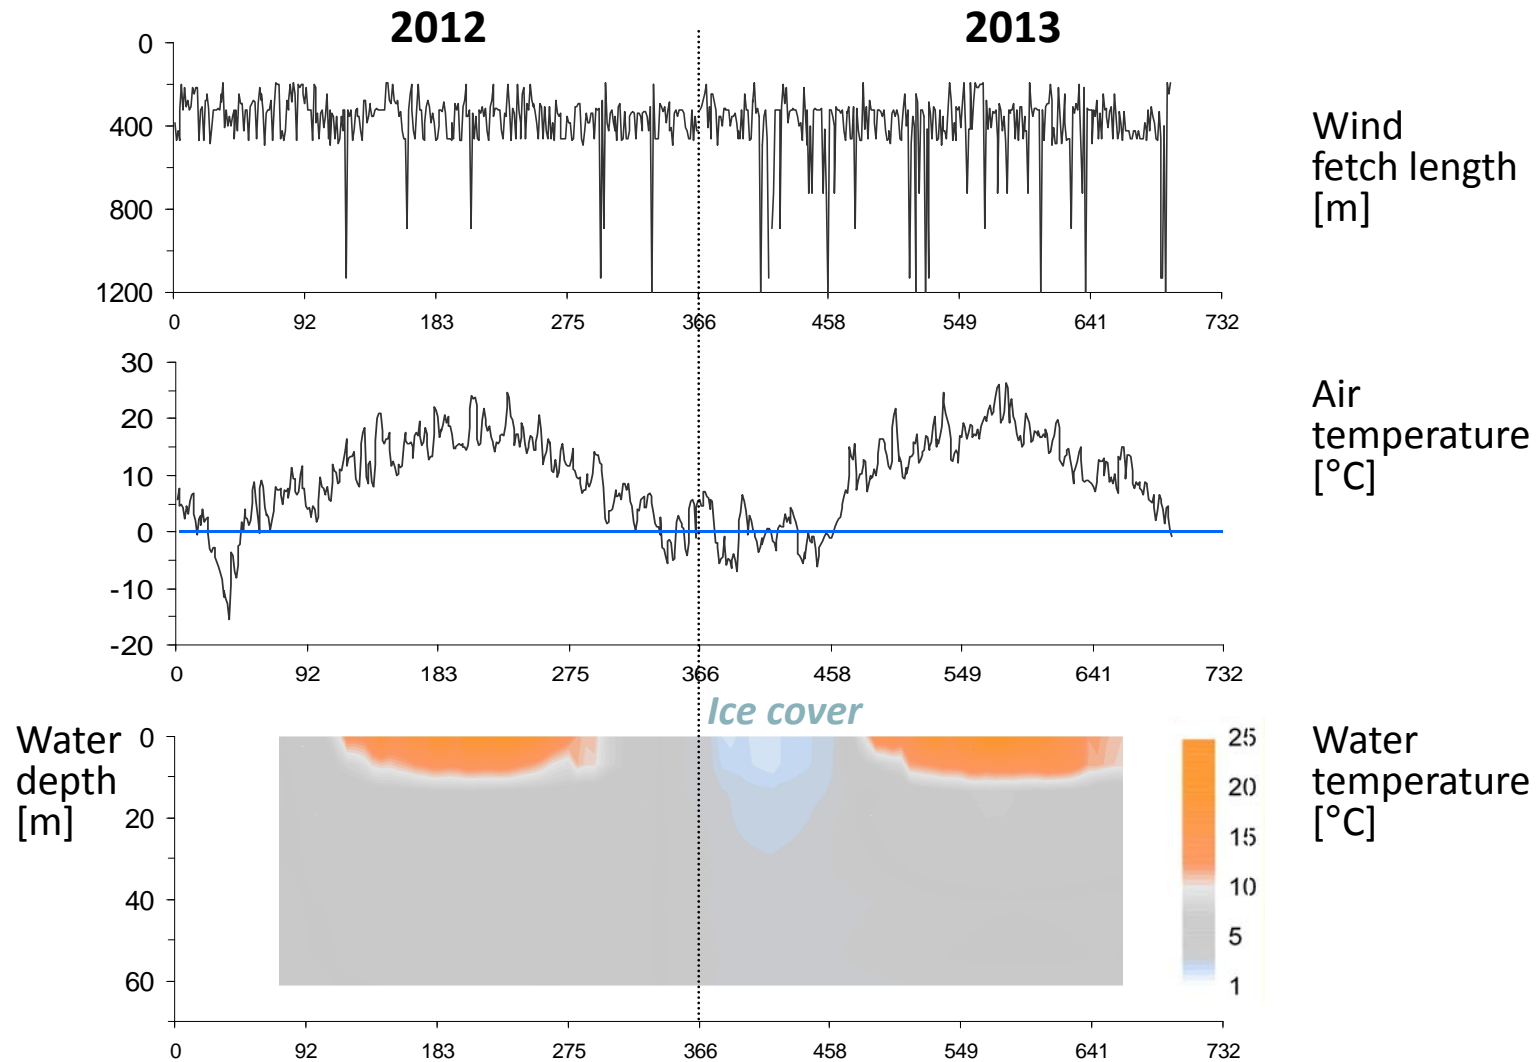 2012
2013
0
400
800
1200
0 92 183 275 366 458 549 641 732
Wind
fetch length
[m]
30
20
10
0
-10
-20
0 92 183 275 366 458 549 641 732
Air
temperature
[°C]
Ice cover
Water
depth
[m]
0
20
40
60
0 92 183 275 366 458 549 641 732
25
20
15
10
5
1
Water
temperature
[°C]